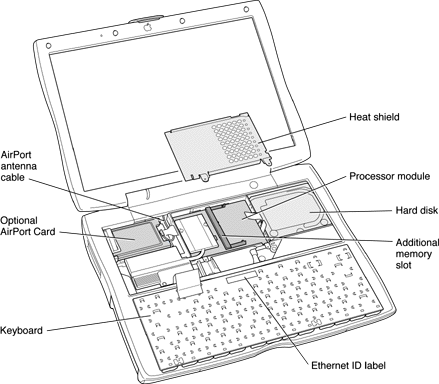 Heat shield
AirPort
antenna
cable
Processor module
Hard disk
Optional
AirPort Card
Additional
memory
slot
Keyboard
Ethernet ID label